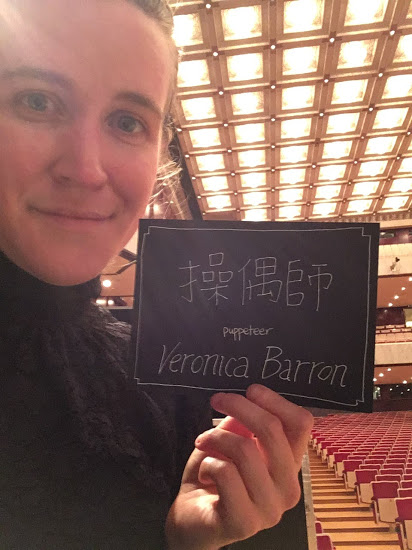 操偶師
puppeteer
Veronica Barron